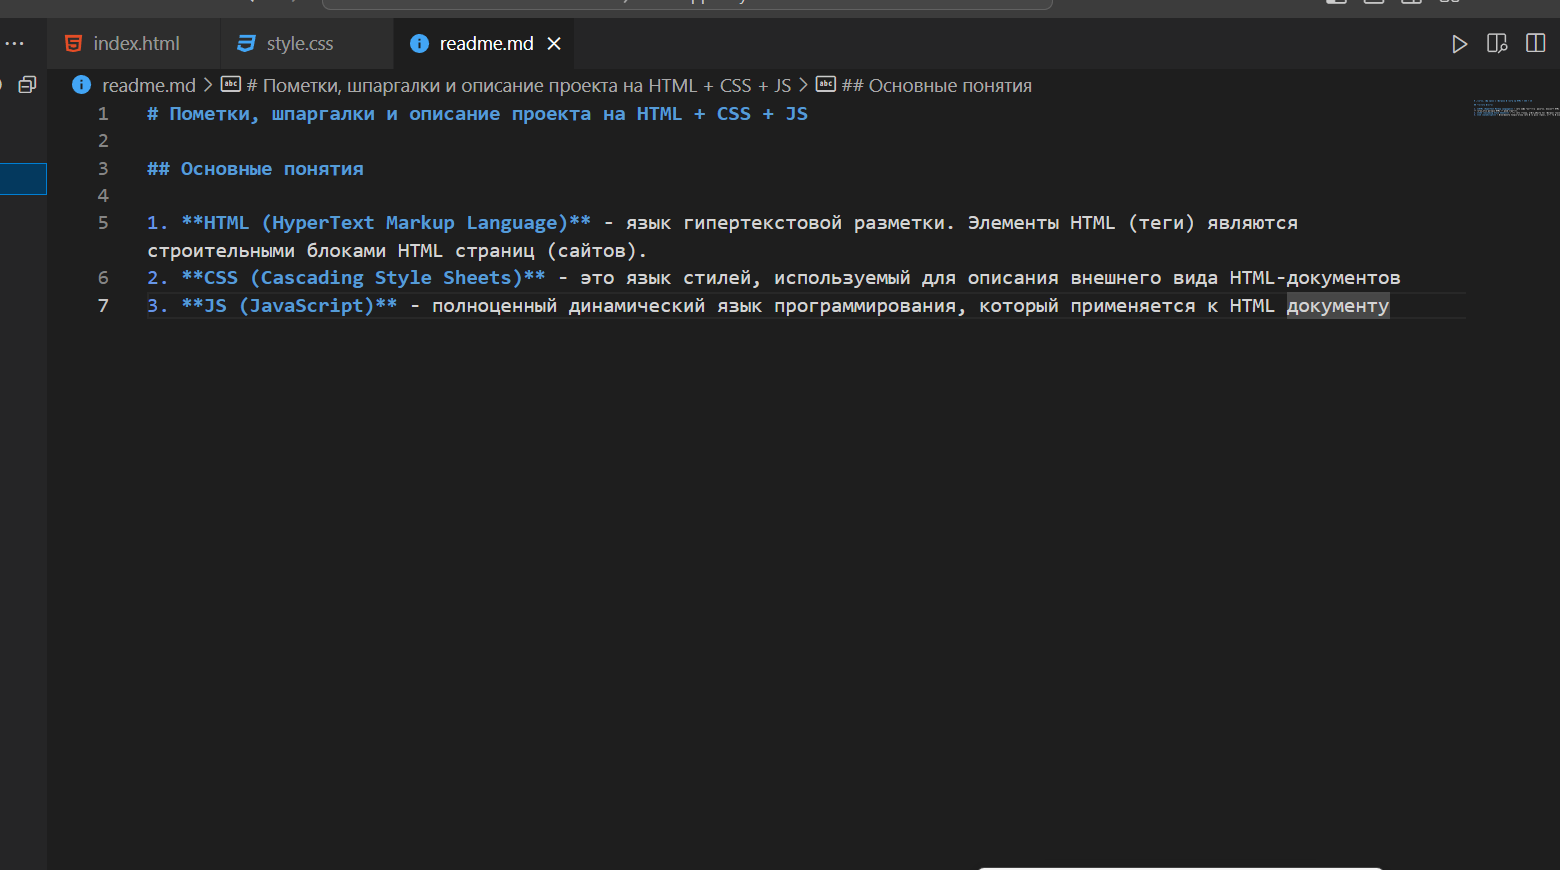 index.html
style.css
readme.md
readme.md > # Пометки, шпаргалки и описание проекта на HTML + CSS + JS > ## Основные понятия
1 # Пометки, шпаргалки и описание проекта на HTML + CSS + JS
2
3 ## Основные понятия
4
5 1. **HTML (HyperText Markup Language)** - язык гипертекстовой разметки. Элементы HTML (теги) являются
строительными блоками HTML страниц (сайтов).
6 2. **CSS (Cascading Style Sheets)** - это язык стилей, используемый для описания внешнего вида HTML-документов
7 3. **JS (JavaScript)** - полноценный динамический язык программирования, который применяется к HTML документу